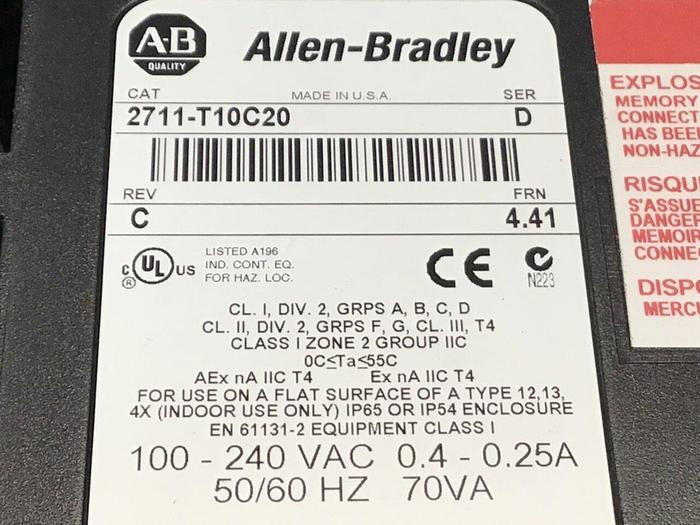 A-B
QUALITY
Allen-Bradley
CAT MADE IN U.S.A. SER
2711-T10C20 D
REV FRN
C 4.41
c UL US
®
LISTED A196
IND. CONT. EQ.
FOR HAZ. LOC.
CE
N223
CL. I, DIV. 2, GRPS A, B, C, D
CL. II, DIV. 2, GRPS F, G, CL. III, T4
CLASS I ZONE 2 GROUP IIC
0C≤Ta≤55C
AEx nA IIC T4 Ex nA IIC T4
FOR USE ON A FLAT SURFACE OF A TYPE 12,13,
4X (INDOOR USE ONLY) IP65 OR IP54 ENCLOSURE
EN 61131-2 EQUIPMENT CLASS I
100 - 240 VAC 0.4 - 0.25A
50/60 HZ 70VA
EXPLOS
MEMORY
CONNECT
HAS BEE
NON-HAZ
RISQU
S'ASSUE
DANGER
MEMOIR
CONNE
DISP
MERCU